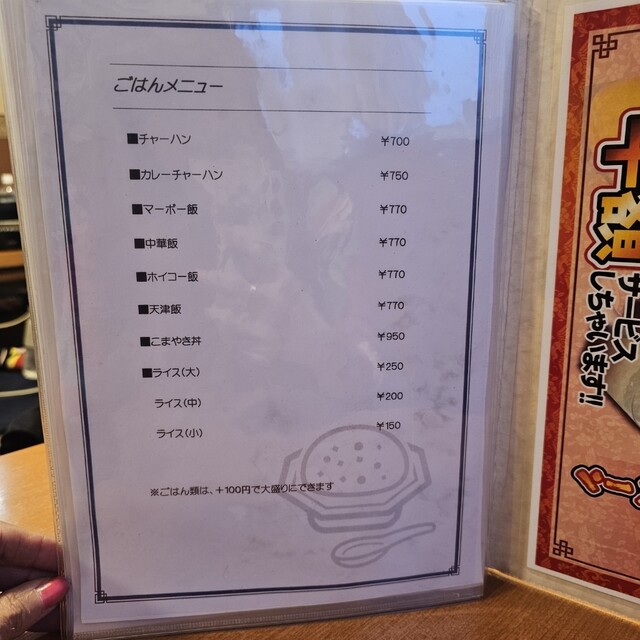 ごはんメニュー
■チャーハン ¥700
■カレーチャーハン ¥750
■マーボー飯 ¥770
■中華飯 ¥770
■ホイコー飯 ¥770
■天津飯 ¥770
■こまやき丼 ¥950
■ライス(大) ¥250
ライス(中) ¥200
ライス(小) ¥150
※ごはん類は、+100円で大盛りにできます
半額
サービス
しちゃいます!!